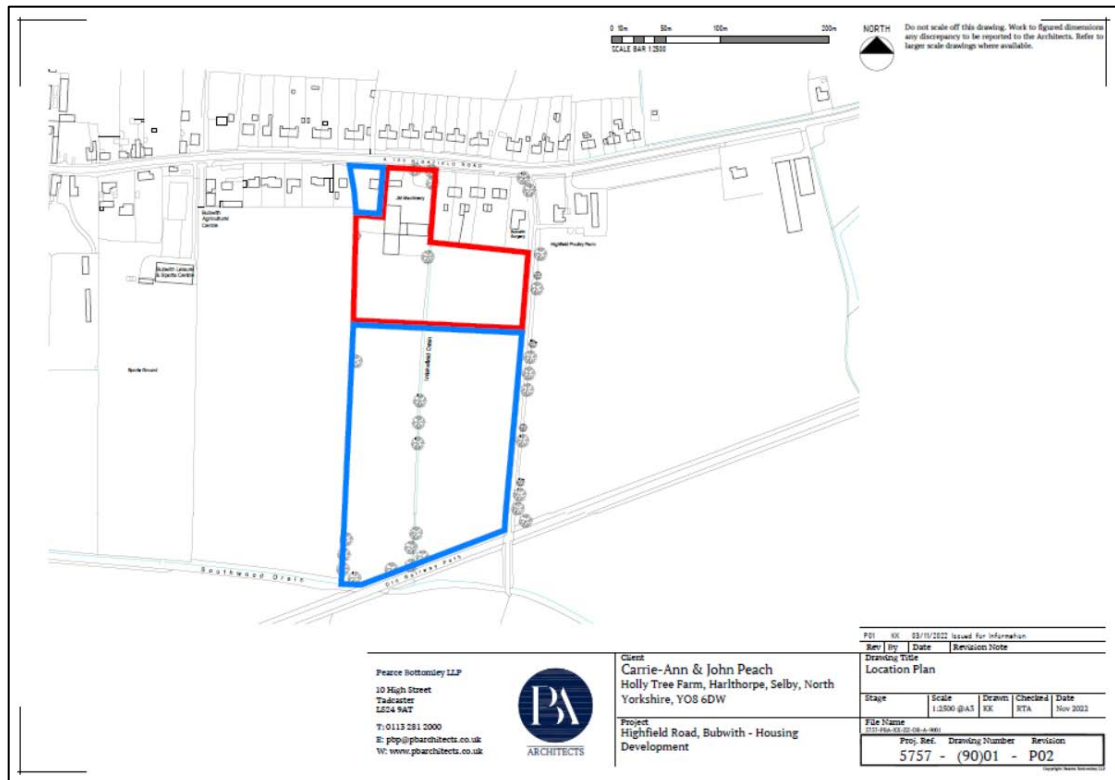 0 10m 50m 100m 200m
SCALE BAR 1:2500
NORTH
Do not scale off this drawing. Work to figured dimensions
any discrepancy to be reported to the Architects. Refer to
larger scale drawings where available.
JM Machinery
Bubwith
Agricultural
Centre
Bubwith
Surgery
Highfield Poultry Farm
Bubwith Leisure
& Sports Centre
Sports Ground
Drain
Southwood Drain
Old Railway Path
Pearce Bottomley LLP
10 High Street
Tadcaster
LS24 9AT
T: 0113 281 2000
E: pbp@pbarchitects.co.uk
W: www.pbarchitects.co.uk
PBA
ARCHITECTS
Client
Carrie-Ann & John Peach
Holly Tree Farm, Harlthorpe, Selby, North
Yorkshire, YO8 6DW
Project
Highfield Road, Bubwith - Housing
Development
P01 KK 03/11/2022 Issued for Information
Rev By Date Revision Note
Drawing Title
Location Plan
Stage Scale Drawn Checked Date
1:2500 @A3 KK RTA Nov 2022
File Name
Proj. Ref. Drawing Number Revision
5757 - (90)01 - P02
Copyright Pearce Bottomley LLP